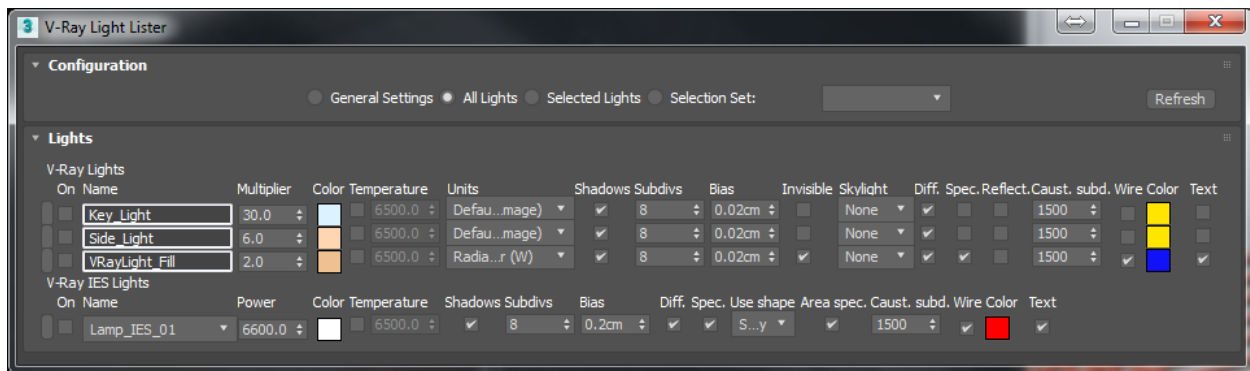 3 V-Ray Light Lister
Configuration
General Settings All Lights Selected Lights Selection Set: Refresh
Lights
V-Ray Lights
On Name Multiplier Color Temperature Units Shadows Subdivs Bias Invisible Skylight Diff. Spec. Reflect. Caust. subd. Wire Color Text
Key_Light 30.0 6500.0 Defau...mage) 8 0.02cm None 1500
Side_Light 6.0 6500.0 Defau...mage) 8 0.02cm None 1500
VRayLight_Fill 2.0 6500.0 Radia...r (W) 8 0.02cm None 1500
V-Ray IES Lights
On Name Power Color Temperature Shadows Subdivs Bias Diff. Spec. Use shape Area spec. Caust. subd. Wire Color Text
Lamp_IES_01 6600.0 6500.0 8 0.2cm S...y 1500